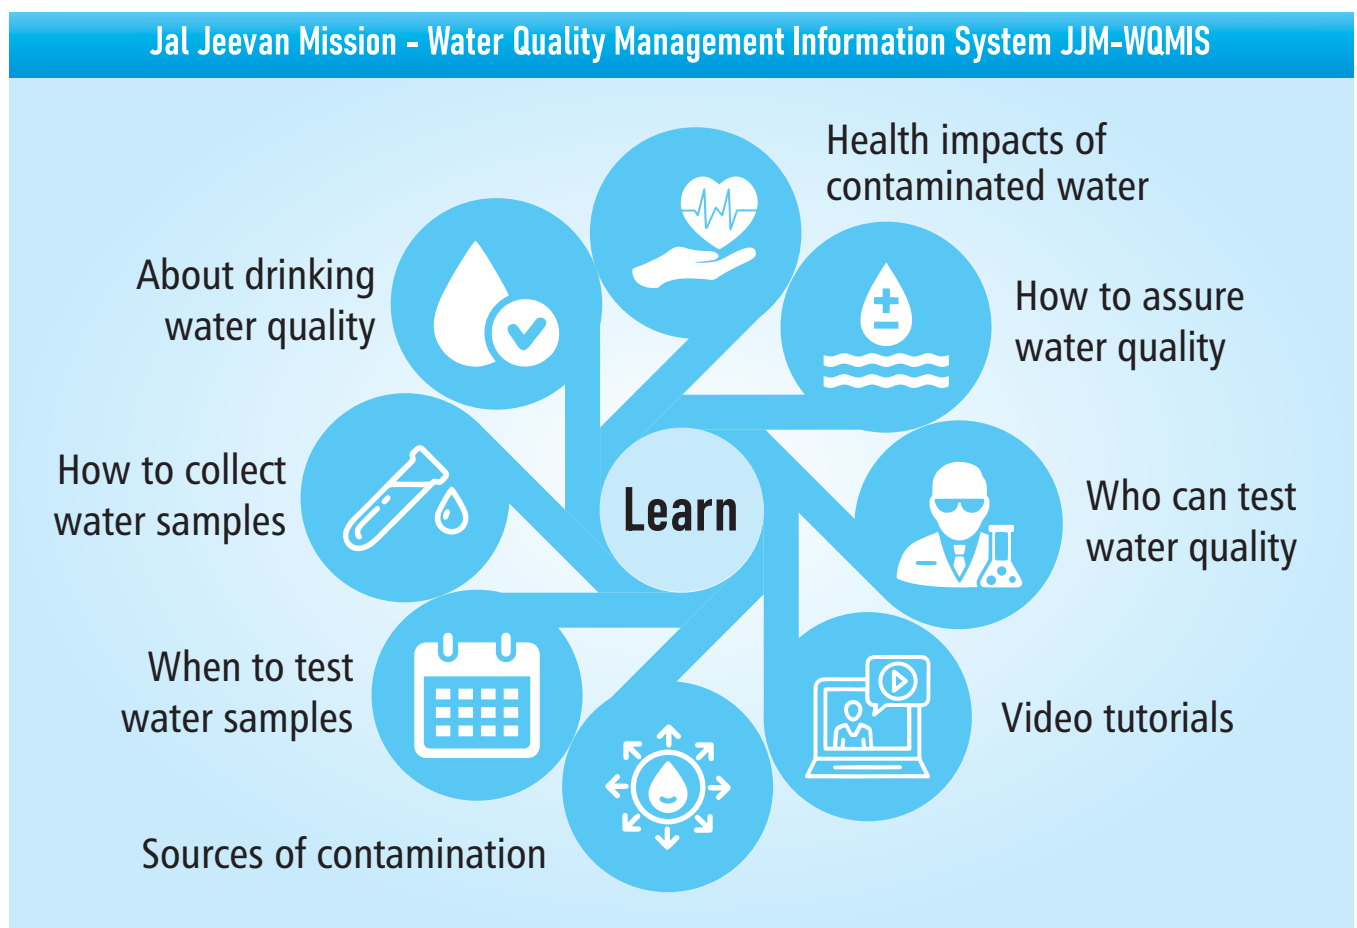 Jal Jeevan Mission - Water Quality Management Information System JJM-WQMIS
Health impacts of
contaminated water
How to assure
water quality
Who can test
water quality
Video tutorials
Sources of contamination
When to test
water samples
How to collect
water samples
About drinking
water quality
Learn